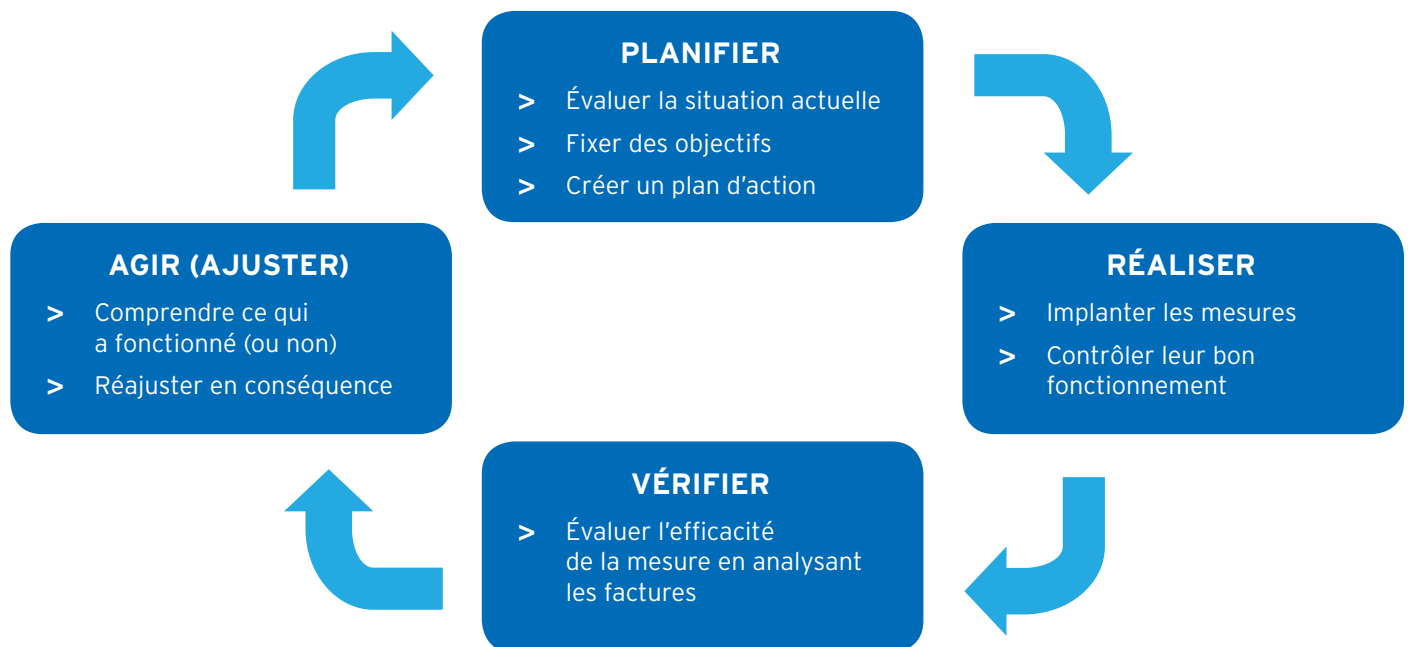 PLANIFIER
> Évaluer la situation actuelle
> Fixer des objectifs
> Créer un plan d’action
RÉALISER
> Implanter les mesures
> Contrôler leur bon
fonctionnement
VÉRIFIER
> Évaluer l’efficacité
de la mesure en analysant
les factures
AGIR (AJUSTER)
> Comprendre ce qui
a fonctionné (ou non)
> Réajuster en conséquence